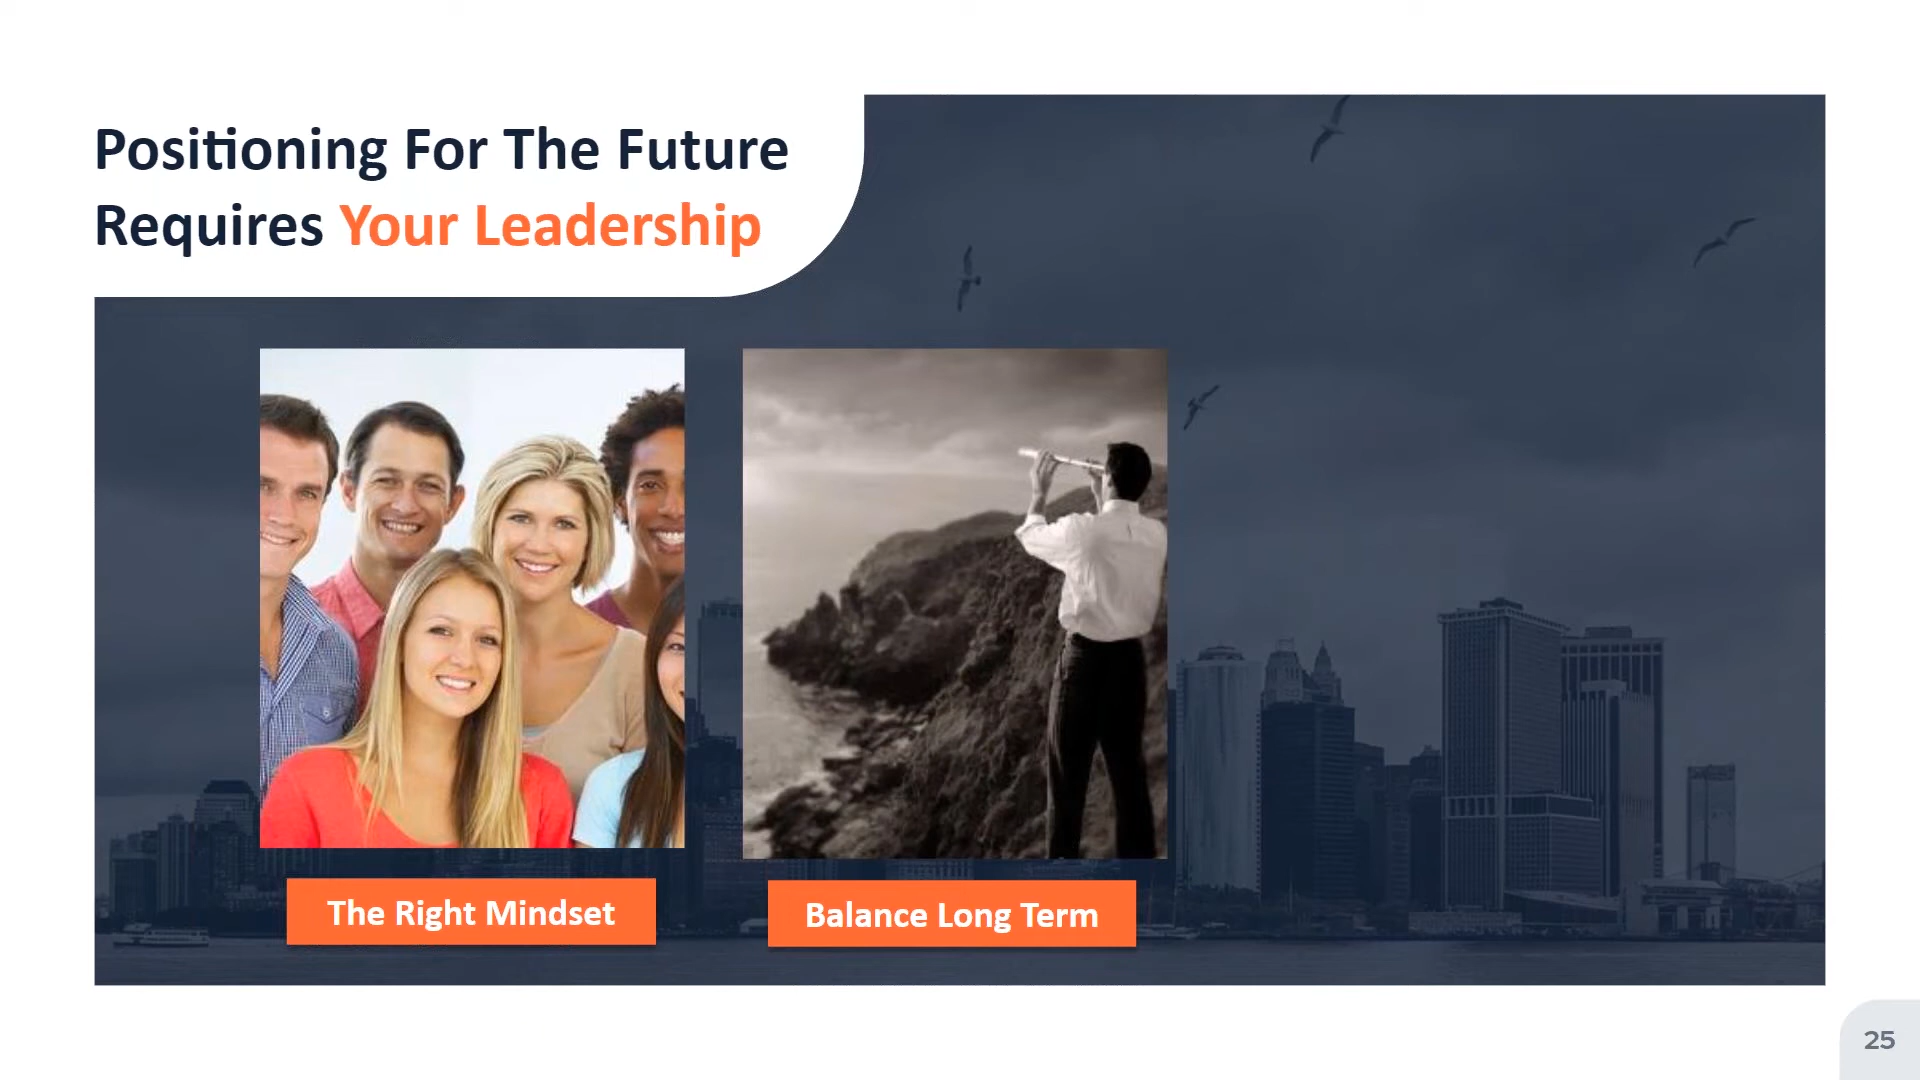 Positioning For The Future
Requires Your Leadership
The Right Mindset
Balance Long Term
25